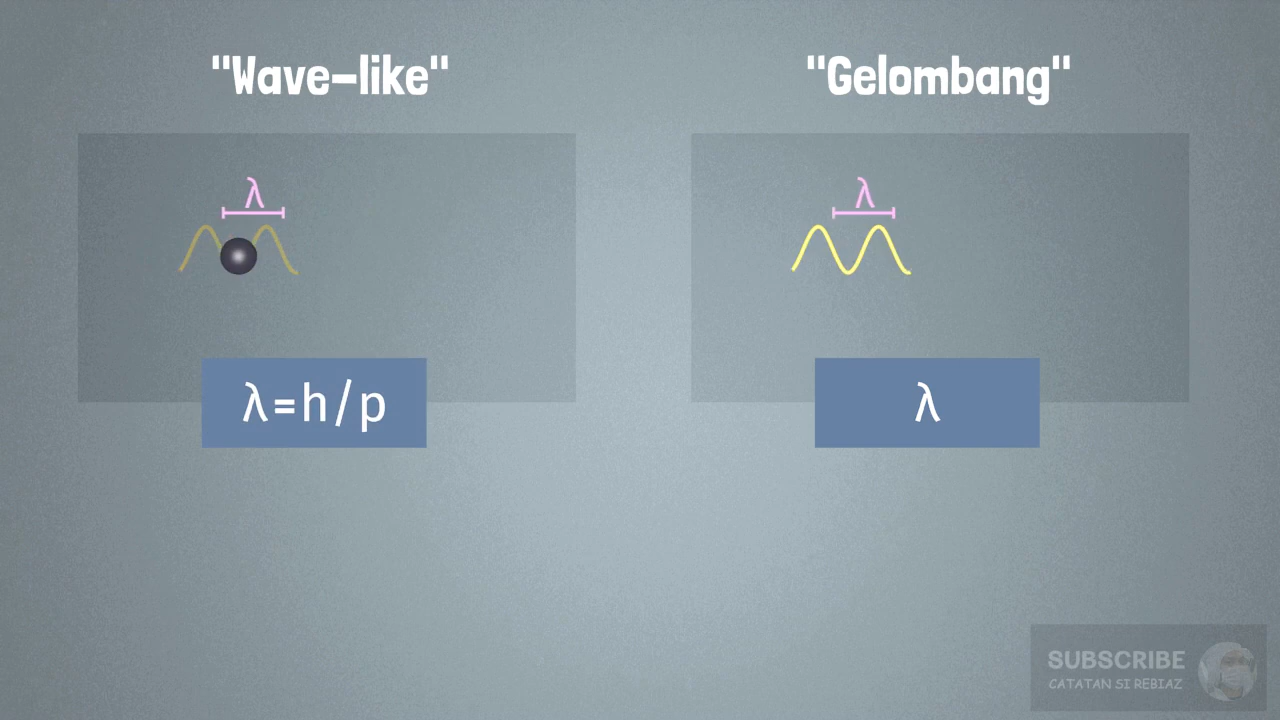 "Wave-like"
"Gelombang"
λ
λ
λ=h/p
λ
SUBSCRIBE
CATATAN SI REBIAZ